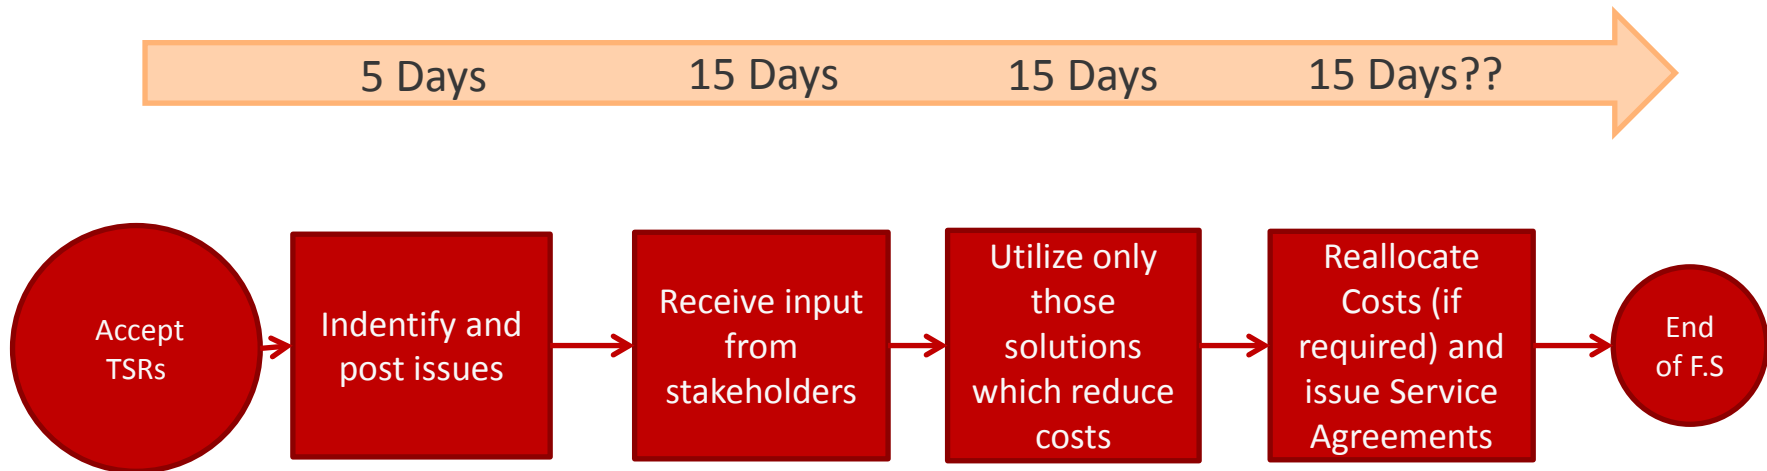 5 Days
15 Days
15 Days
15 Days??
Accept
TSRs
Indentify and
post issues
Receive input
from
stakeholders
Utilize only
those
solutions
which reduce
costs
Reallocate
Costs (if
required) and
issue Service
Agreements
End
of F.S